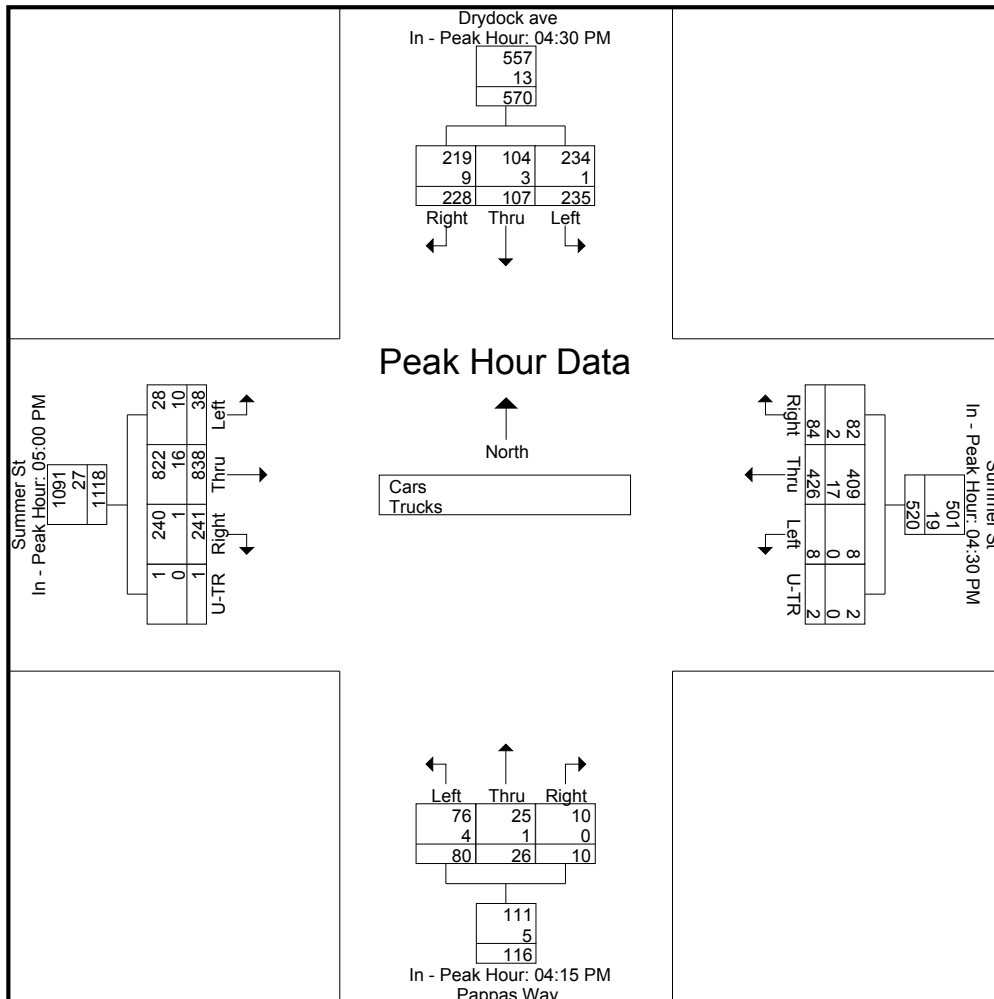 Drydock ave
In - Peak Hour: 04:30 PM
557
13
570
219 104 234
9 3 1
228 107 235
Right Thru Left
Peak Hour Data
North
Cars
Trucks
Summer St
In - Peak Hour: 05:00 PM
1091
27
1118
28 822 240 1
10 16 1 0
38 838 241 1
Left Thru Right U-TR
Summer St
In - Peak Hour: 04:30 PM
501
19
520
82 409 8 2
2 17 0 0
84 426 8 2
Right Thru Left U-TR
Left Thru Right
76 25 10
4 1 0
80 26 10
111
5
116
In - Peak Hour: 04:15 PM
Pappas Way